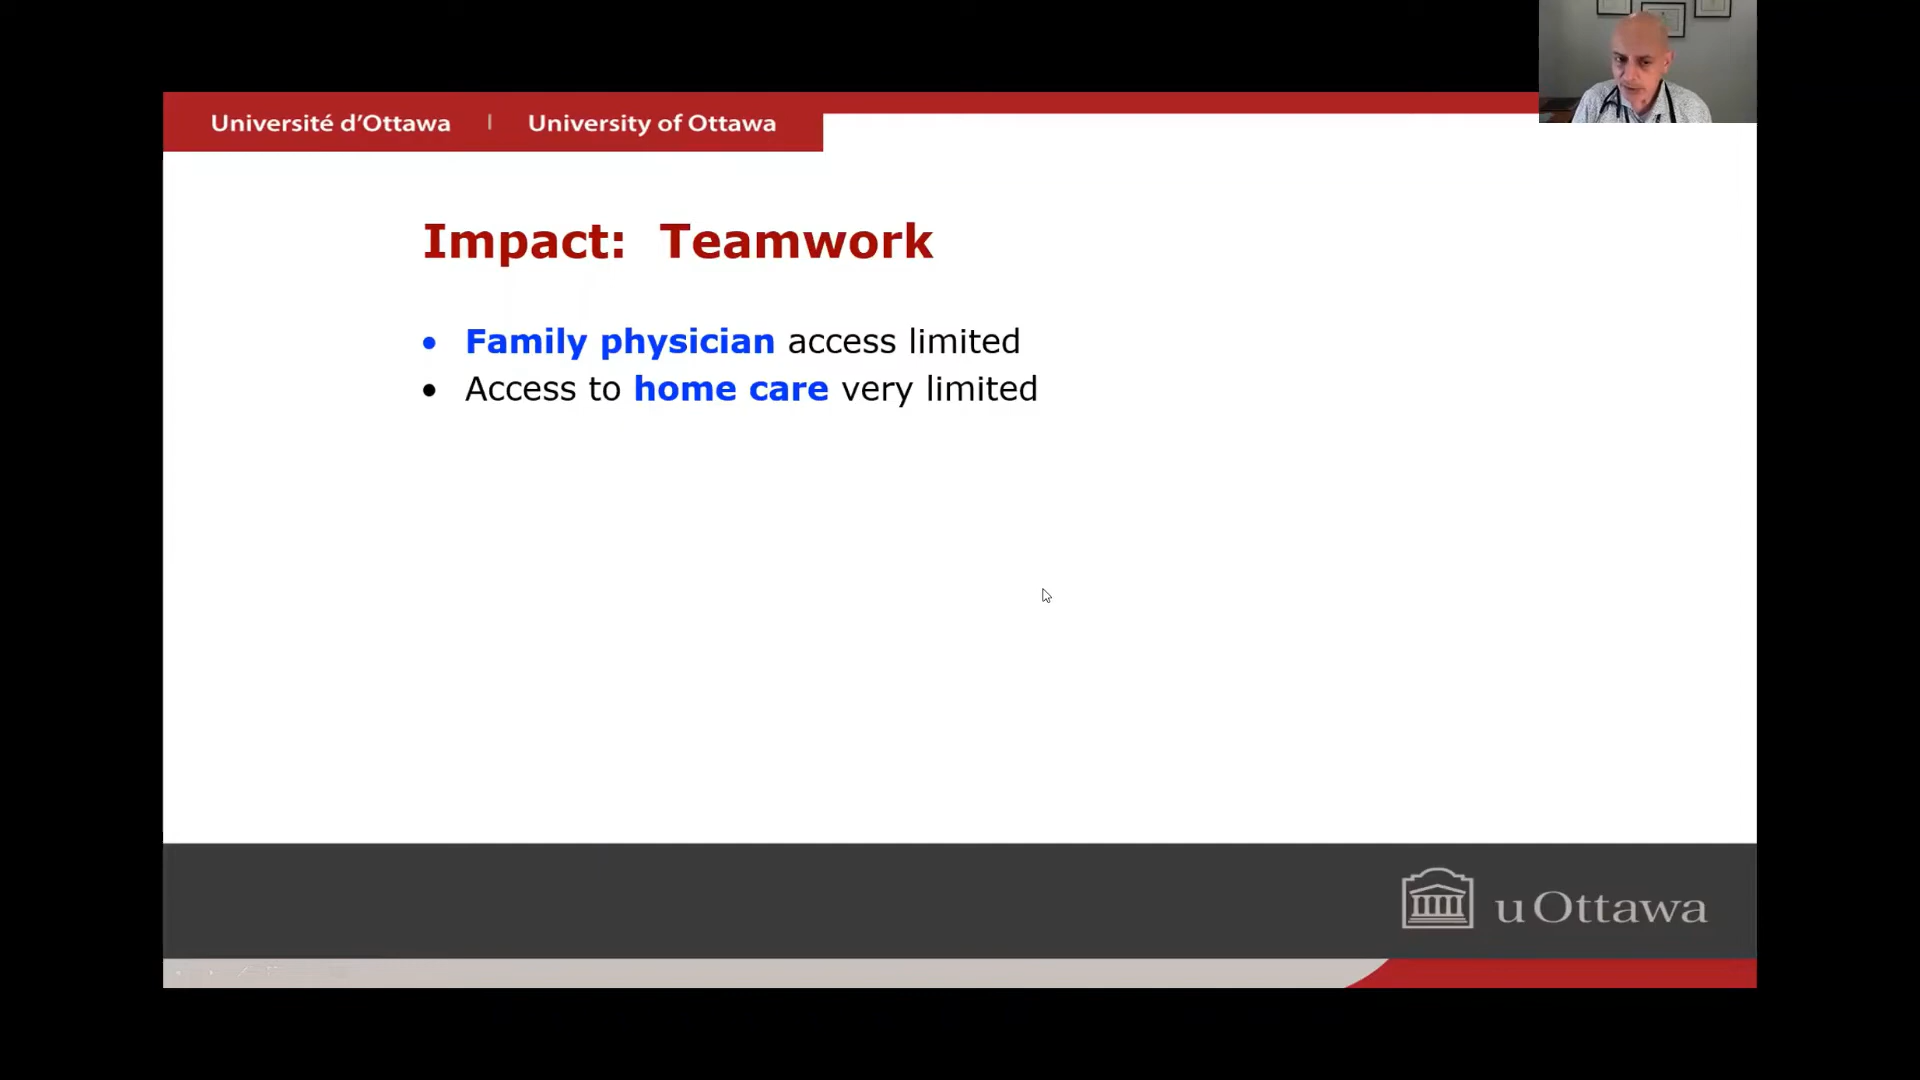 Université d'Ottawa | University of Ottawa
Impact: Teamwork
• Family physician access limited
• Access to home care very limited
uOttawa